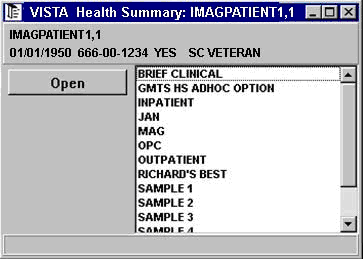 VISTA Health Summary: IMAGPATIENT1,1
IMAGPATIENT1,1
01/01/1950 666-00-1234 YES SC VETERAN
Open
BRIEF CLINICAL
GMTS HS ADHOC OPTION
INPATIENT
JAN
MAG
OPC
OUTPATIENT
RICHARD'S BEST
SAMPLE 1
SAMPLE 2
SAMPLE 3
SAMPLE 4